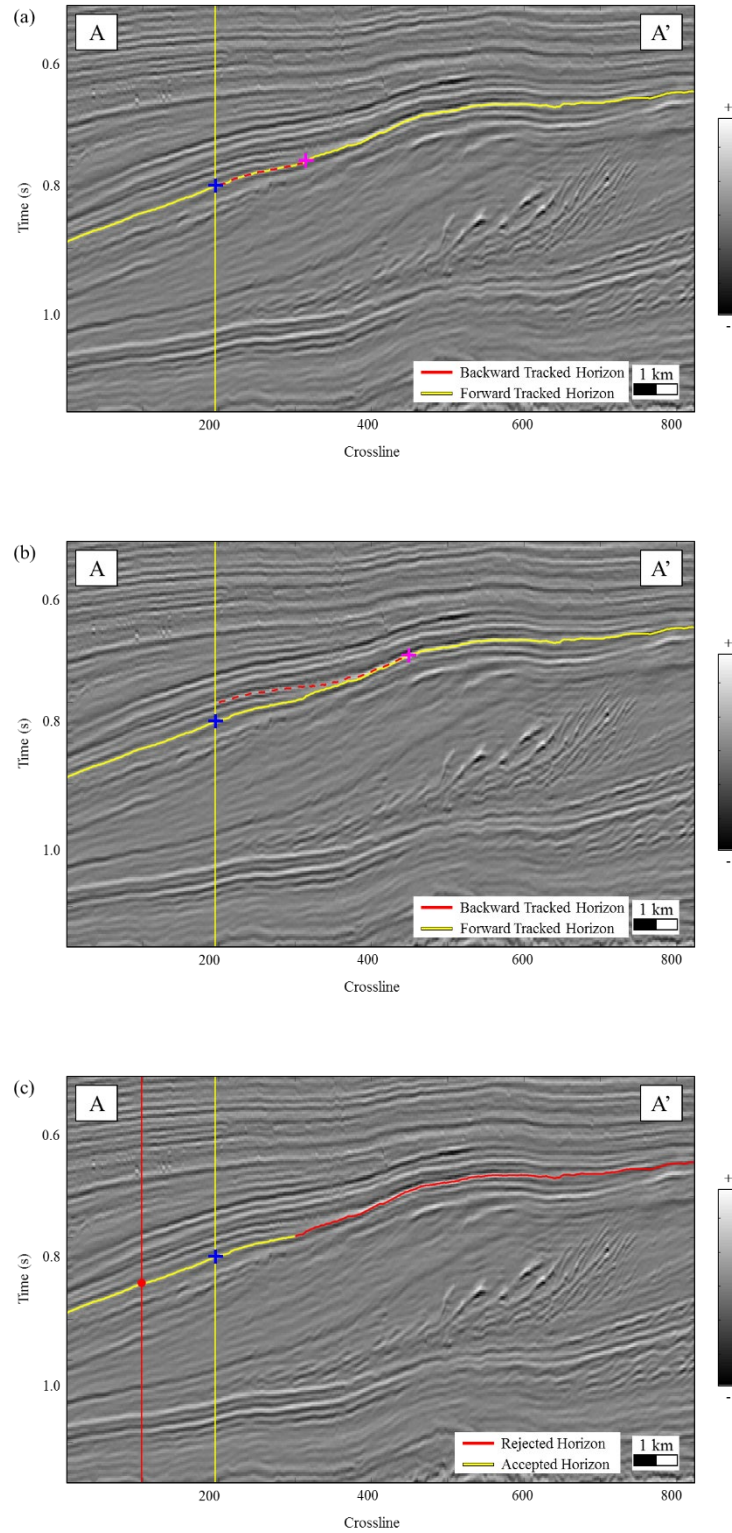 (a)
A
A’
0.6
+
Time (s)
0.8
1.0
-
Backward Tracked Horizon
Forward Tracked Horizon
1 km
200
400
600
800
Crossline
(b)
A
A’
0.6
+
Time (s)
0.8
1.0
-
Backward Tracked Horizon
Forward Tracked Horizon
1 km
200
400
600
800
Crossline
(c)
A
A’
0.6
+
Time (s)
0.8
1.0
-
Rejected Horizon
Accepted Horizon
1 km
200
400
600
800
Crossline